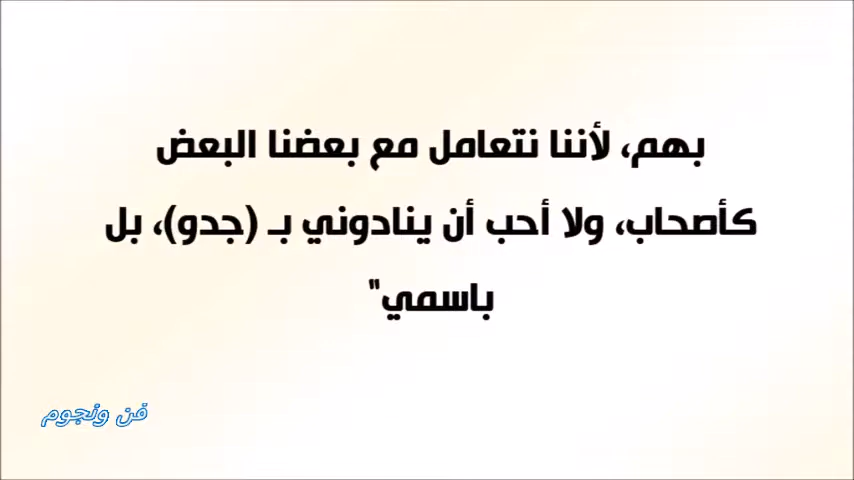 بهم، لأننا نتعامل مع بعضنا البعض
كأصحاب، ولا أحب أن ينادوني بـ (جدو)، بل
باسمي"
فن ونجوم